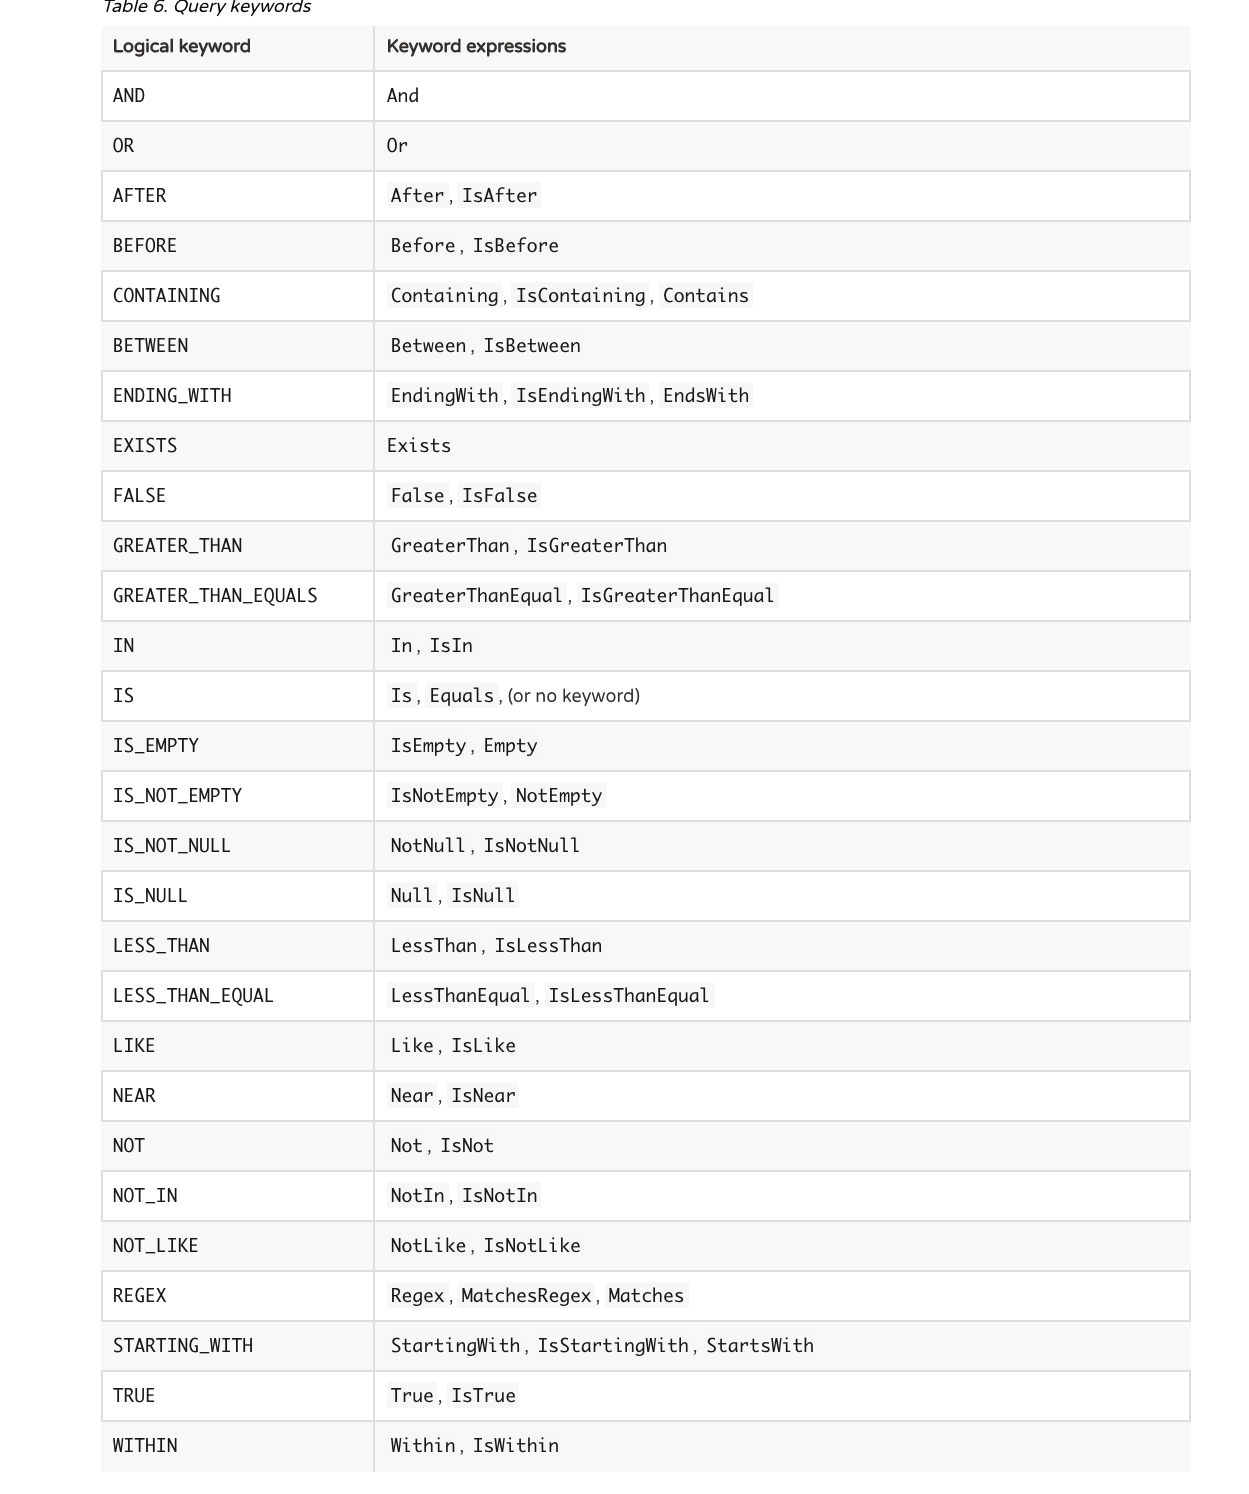 Table 6. Query keywords
Logical keyword Keyword expressions
AND And
OR Or
AFTER After, IsAfter
BEFORE Before, IsBefore
CONTAINING Containing, IsContaining, Contains
BETWEEN Between, IsBetween
ENDING_WITH EndingWith, IsEndingWith, EndsWith
EXISTS Exists
FALSE False, IsFalse
GREATER_THAN GreaterThan, IsGreaterThan
GREATER_THAN_EQUALS GreaterThanEqual, IsGreaterThanEqual
IN In, IsIn
IS Is, Equals, (or no keyword)
IS_EMPTY IsEmpty, Empty
IS_NOT_EMPTY IsNotEmpty, NotEmpty
IS_NOT_NULL NotNull, IsNotNull
IS_NULL Null, IsNull
LESS_THAN LessThan, IsLessThan
LESS_THAN_EQUAL LessThanEqual, IsLessThanEqual
LIKE Like, IsLike
NEAR Near, IsNear
NOT Not, IsNot
NOT_IN NotIn, IsNotIn
NOT_LIKE NotLike, IsNotLike
REGEX Regex, MatchesRegex, Matches
STARTING_WITH StartingWith, IsStartingWith, StartsWith
TRUE True, IsTrue
WITHIN Within, IsWithin